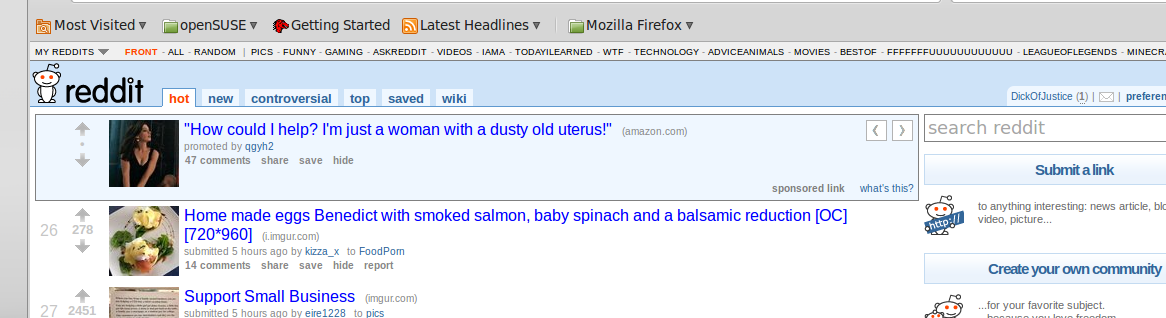 Most Visited openSUSE Getting Started Latest Headlines Mozilla Firefox
MY REDDITS FRONT - ALL - RANDOM | PICS - FUNNY - GAMING - ASKREDDIT - VIDEOS - IAMA - TODAYILEARNED - WTF - TECHNOLOGY - ADVICEANIMALS - MOVIES - BESTOF - FFFFFFFUUUUUUUUUUUU - LEAGUEOFLEGENDS - MINECRA
reddit hot new controversial top saved wiki
DickOfJustice (1) | | preferen
"How could I help? I'm just a woman with a dusty old uterus!" (amazon.com)
promoted by qgyh2
47 comments share save hide
sponsored link what's this?
search reddit
Submit a link
to anything interesting: news article, blo
video, picture...
http://
Create your own community
...for your favorite subject.
...because you love freedom.
26
278
Home made eggs Benedict with smoked salmon, baby spinach and a balsamic reduction [OC]
[720*960] (i.imgur.com)
submitted 5 hours ago by kizza_x to FoodPorn
14 comments share save hide report
27
2451
Support Small Business (imgur.com)
submitted 5 hours ago by eire1228 to pics